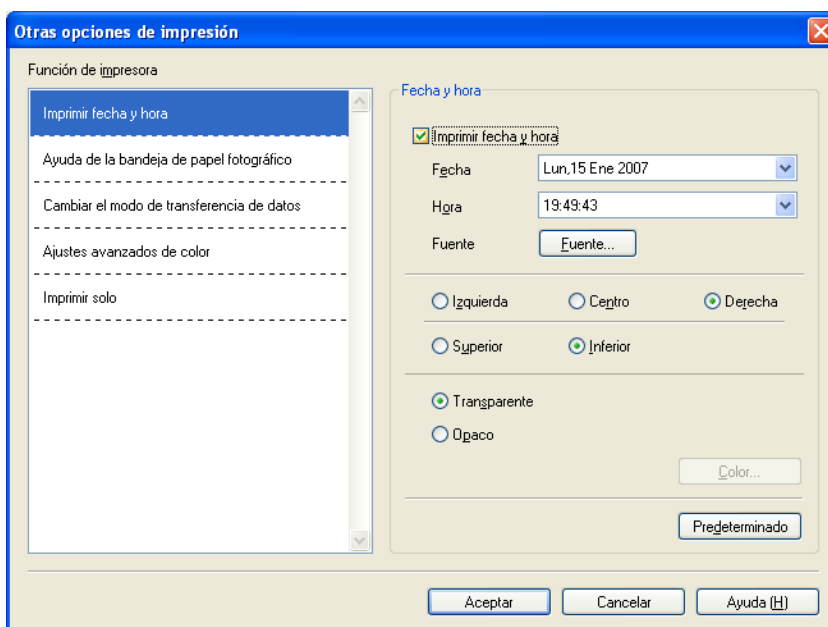 Otras opciones de impresión
Función de impresora
Imprimir fecha y hora
Ayuda de la bandeja de papel fotográfico
Cambiar el modo de transferencia de datos
Ajustes avanzados de color
Imprimir solo
Fecha y hora
Imprimir fecha y hora
Fecha Lun,15 Ene 2007
Hora 19:49:43
Fuente Fuente...
Izquierda Centro Derecha
Superior Inferior
Transparente
Opaco
Color...
Predeterminado
Aceptar Cancelar Ayuda (H)